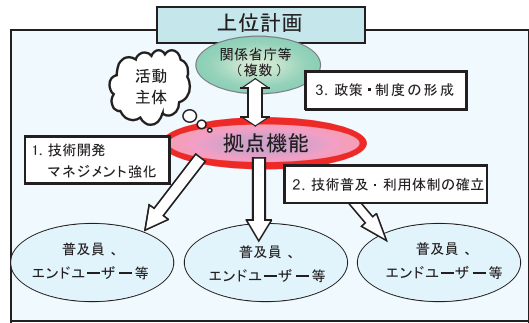 上位計画
関係省庁等
(複数)
活動
主体
3. 政策・制度の形成
拠点機能
1. 技術開発
マネジメント強化
2. 技術普及・利用体制の確立
普及員、
エンドユーザー等
普及員、
エンドユーザー等
普及員、
エンドユーザー等